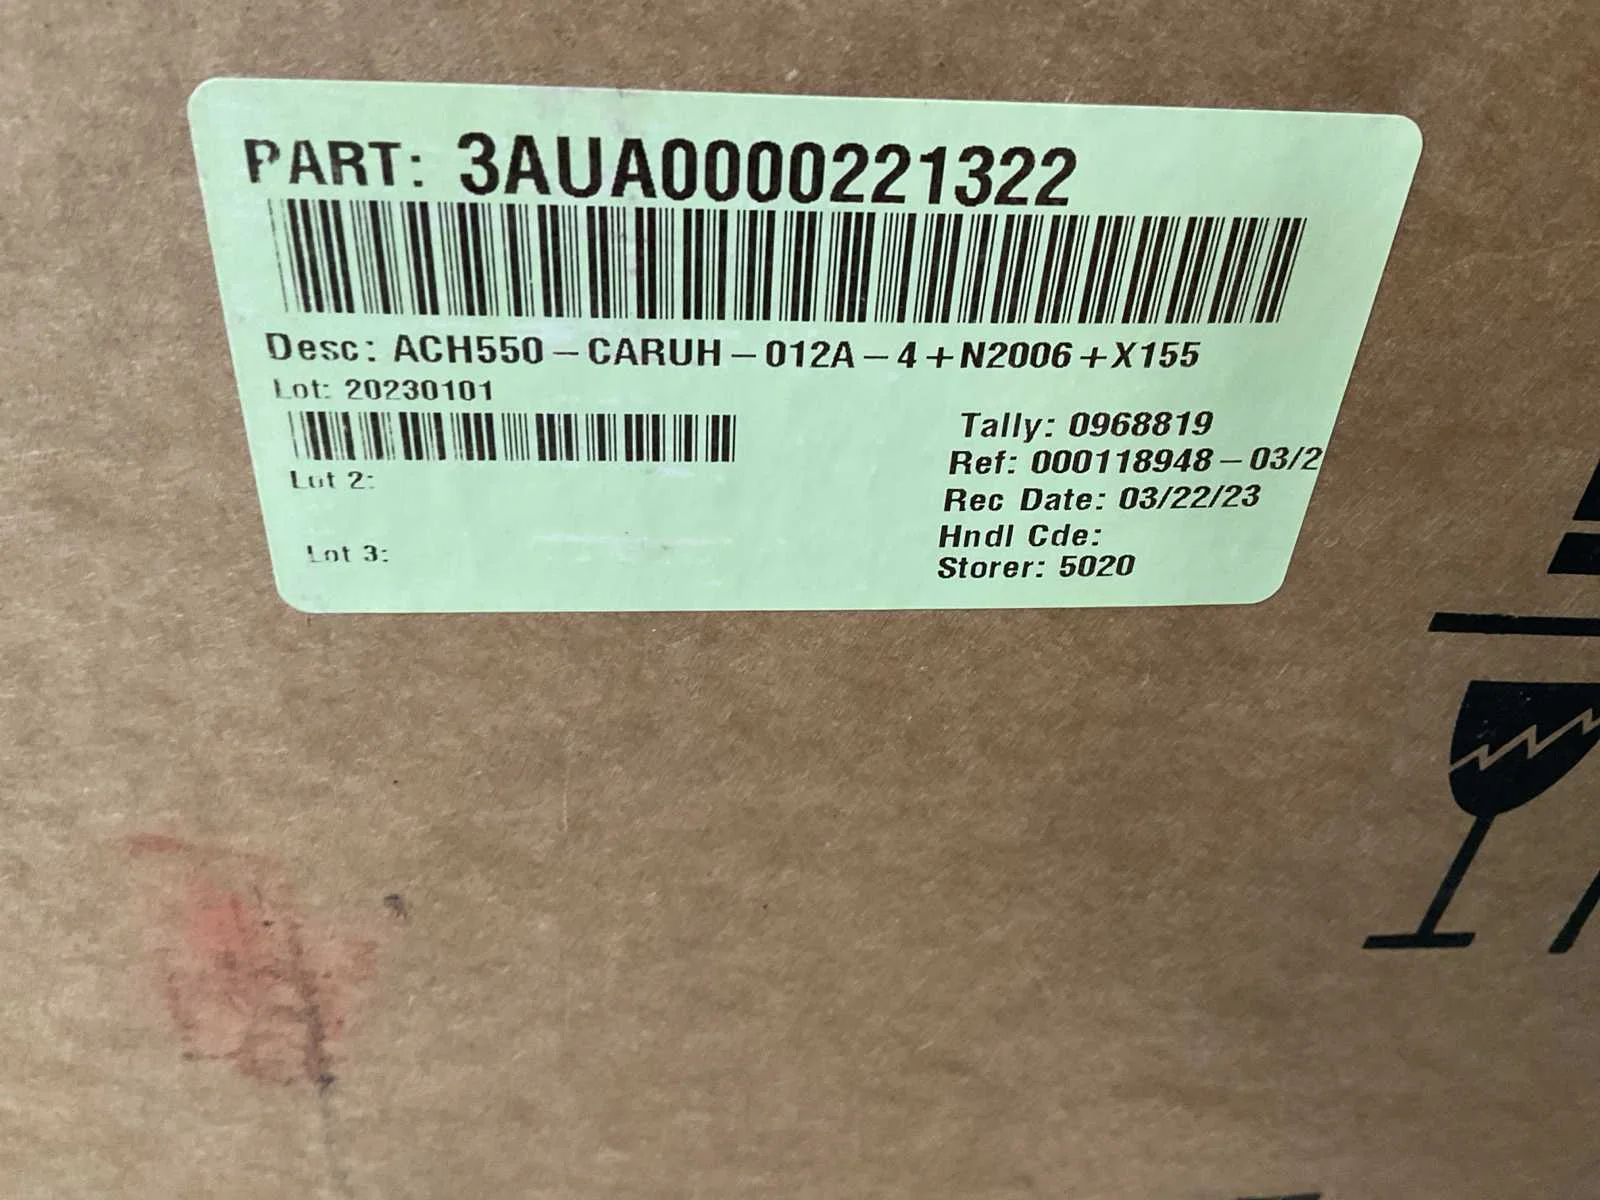 PART: 3AUA0000221322
Desc: ACH550-CARUH-012A-4+N2006+X155
Lot: 20230101
Tally: 0968819
Ref: 000118948-03/2
Lot 2:
Rec Date: 03/22/23
Hndl Cde:
Lot 3:
Storer: 5020